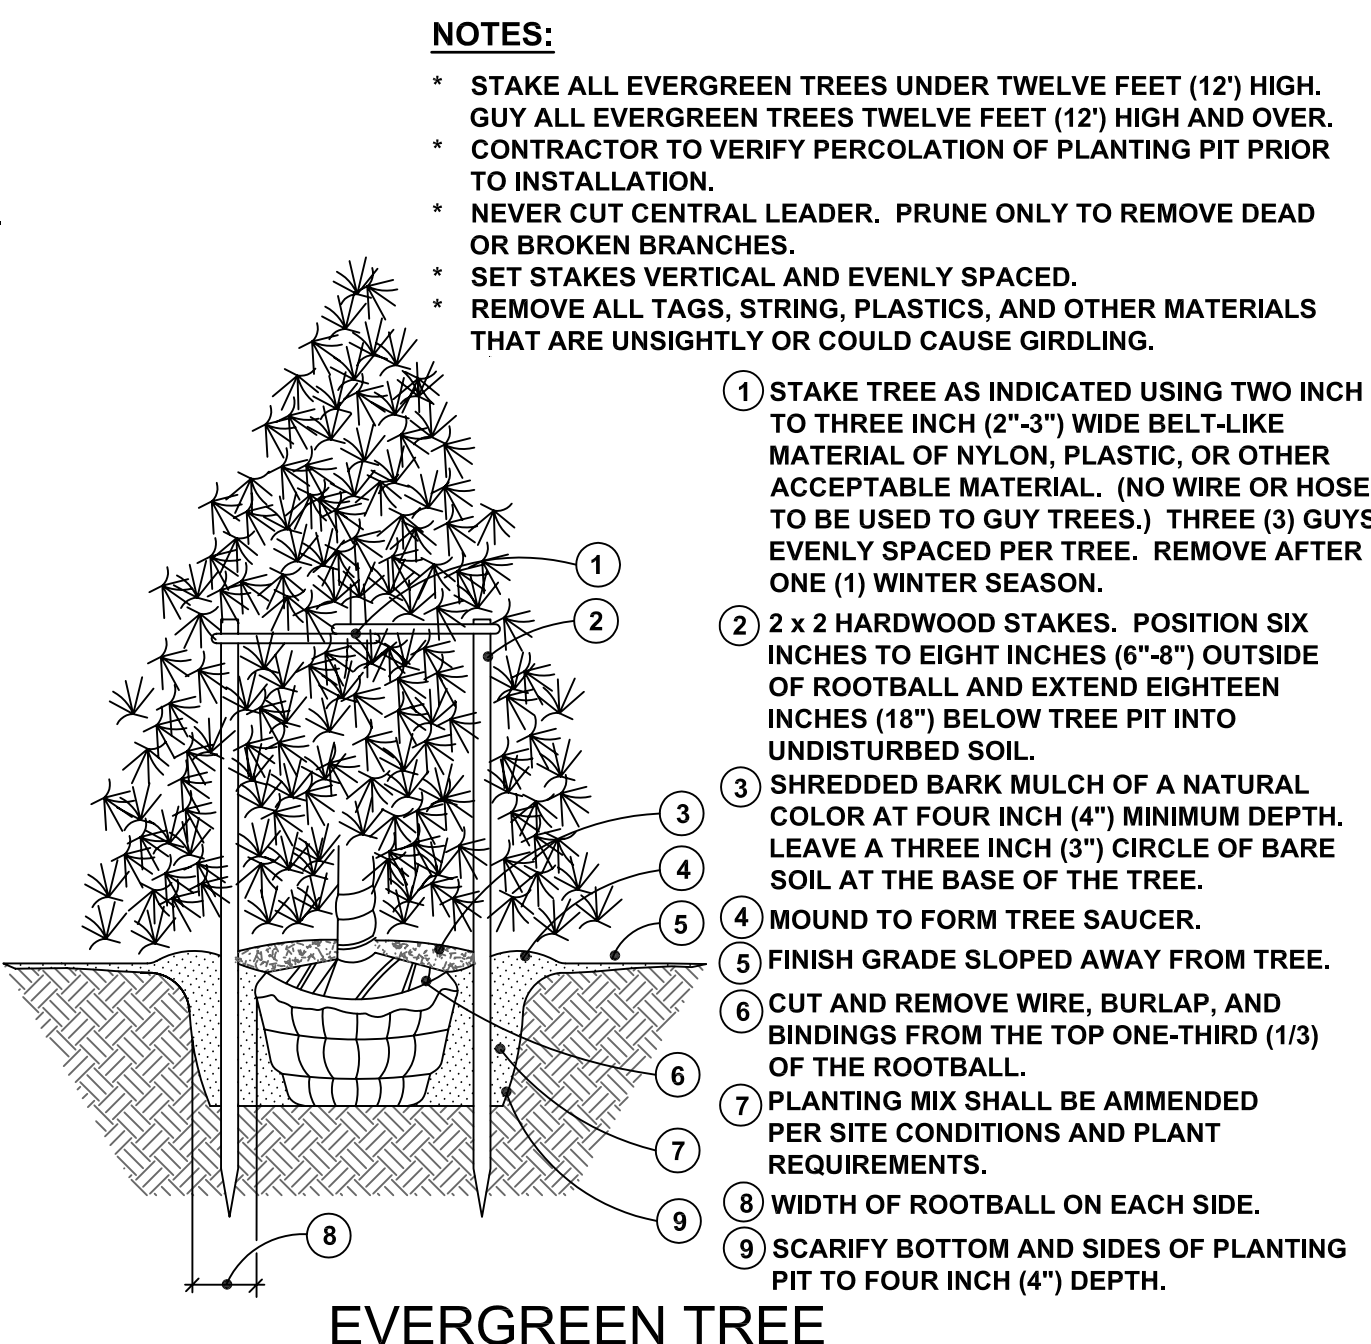 NOTES:
* STAKE ALL EVERGREEN TREES UNDER TWELVE FEET (12') HIGH.
GUY ALL EVERGREEN TREES TWELVE FEET (12') HIGH AND OVER.
* CONTRACTOR TO VERIFY PERCOLATION OF PLANTING PIT PRIOR
TO INSTALLATION.
* NEVER CUT CENTRAL LEADER. PRUNE ONLY TO REMOVE DEAD
OR BROKEN BRANCHES.
* SET STAKES VERTICAL AND EVENLY SPACED.
* REMOVE ALL TAGS, STRING, PLASTICS, AND OTHER MATERIALS
THAT ARE UNSIGHTLY OR COULD CAUSE GIRDLING.
1 STAKE TREE AS INDICATED USING TWO INCH
TO THREE INCH (2"-3") WIDE BELT-LIKE
MATERIAL OF NYLON, PLASTIC, OR OTHER
ACCEPTABLE MATERIAL. (NO WIRE OR HOSE
TO BE USED TO GUY TREES.) THREE (3) GUYS
EVENLY SPACED PER TREE. REMOVE AFTER
ONE (1) WINTER SEASON.
2 2 x 2 HARDWOOD STAKES. POSITION SIX
INCHES TO EIGHT INCHES (6"-8") OUTSIDE
OF ROOTBALL AND EXTEND EIGHTEEN
INCHES (18") BELOW TREE PIT INTO
UNDISTURBED SOIL.
3 SHREDDED BARK MULCH OF A NATURAL
COLOR AT FOUR INCH (4") MINIMUM DEPTH.
LEAVE A THREE INCH (3") CIRCLE OF BARE
SOIL AT THE BASE OF THE TREE.
4 MOUND TO FORM TREE SAUCER.
5 FINISH GRADE SLOPED AWAY FROM TREE.
6 CUT AND REMOVE WIRE, BURLAP, AND
BINDINGS FROM THE TOP ONE-THIRD (1/3)
OF THE ROOTBALL.
7 PLANTING MIX SHALL BE AMMENDED
PER SITE CONDITIONS AND PLANT
REQUIREMENTS.
8 WIDTH OF ROOTBALL ON EACH SIDE.
9 SCARIFY BOTTOM AND SIDES OF PLANTING
PIT TO FOUR INCH (4") DEPTH.
1
2
3
4
5
6
7
9
8
EVERGREEN TREE